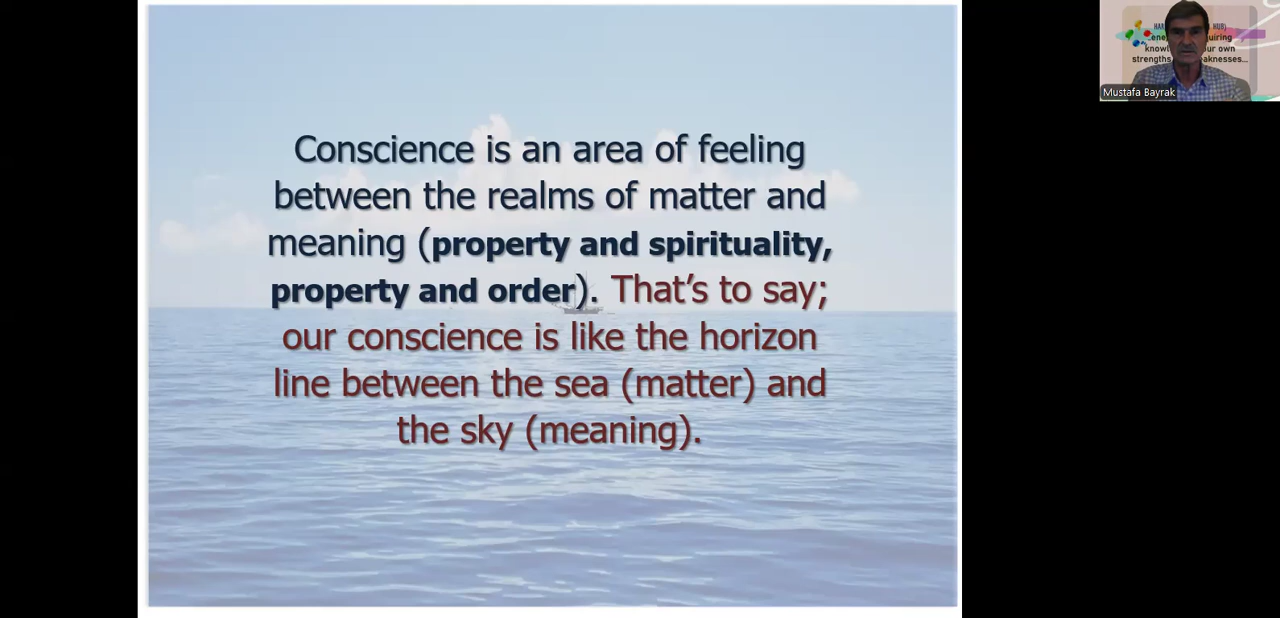 Conscience is an area of feeling
between the realms of matter and
meaning (property and spirituality,
property and order). That's to say;
our conscience is like the horizon
line between the sea (matter) and
the sky (meaning).
own
strengths
Mustafa Bayrak